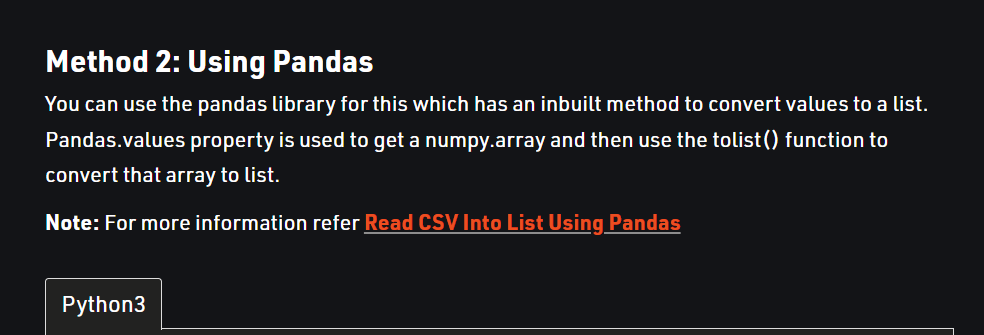 Method 2: Using Pandas
You can use the pandas library for this which has an inbuilt method to convert values to a list.
Pandas.values property is used to get a numpy.array and then use the tolist() function to
convert that array to list.
Note: For more information refer Read CSV Into List Using Pandas
Python3